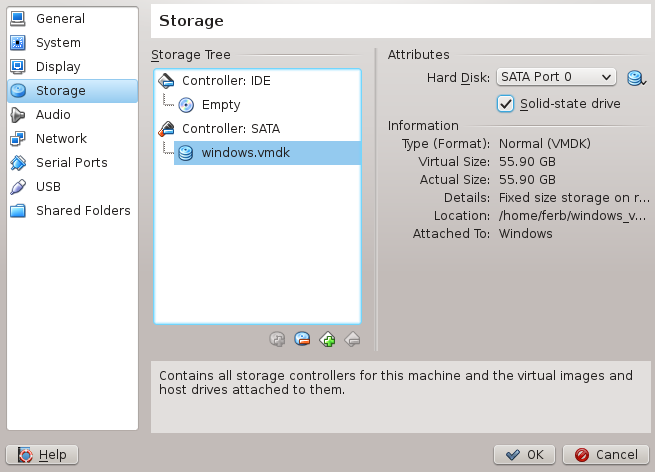 General
System
Display
Storage
Audio
Network
Serial Ports
USB
Shared Folders
Storage
Storage Tree
Controller: IDE
Empty
Controller: SATA
windows.vmdk
Attributes
Hard Disk: SATA Port 0
Solid-state drive
Information
Type (Format): Normal (VMDK)
Virtual Size: 55.90 GB
Actual Size: 55.90 GB
Details: Fixed size storage on r...
Location: /home/ferb/windows_v...
Attached To: Windows
Contains all storage controllers for this machine and the virtual images and
host drives attached to them.
Help
OK
Cancel